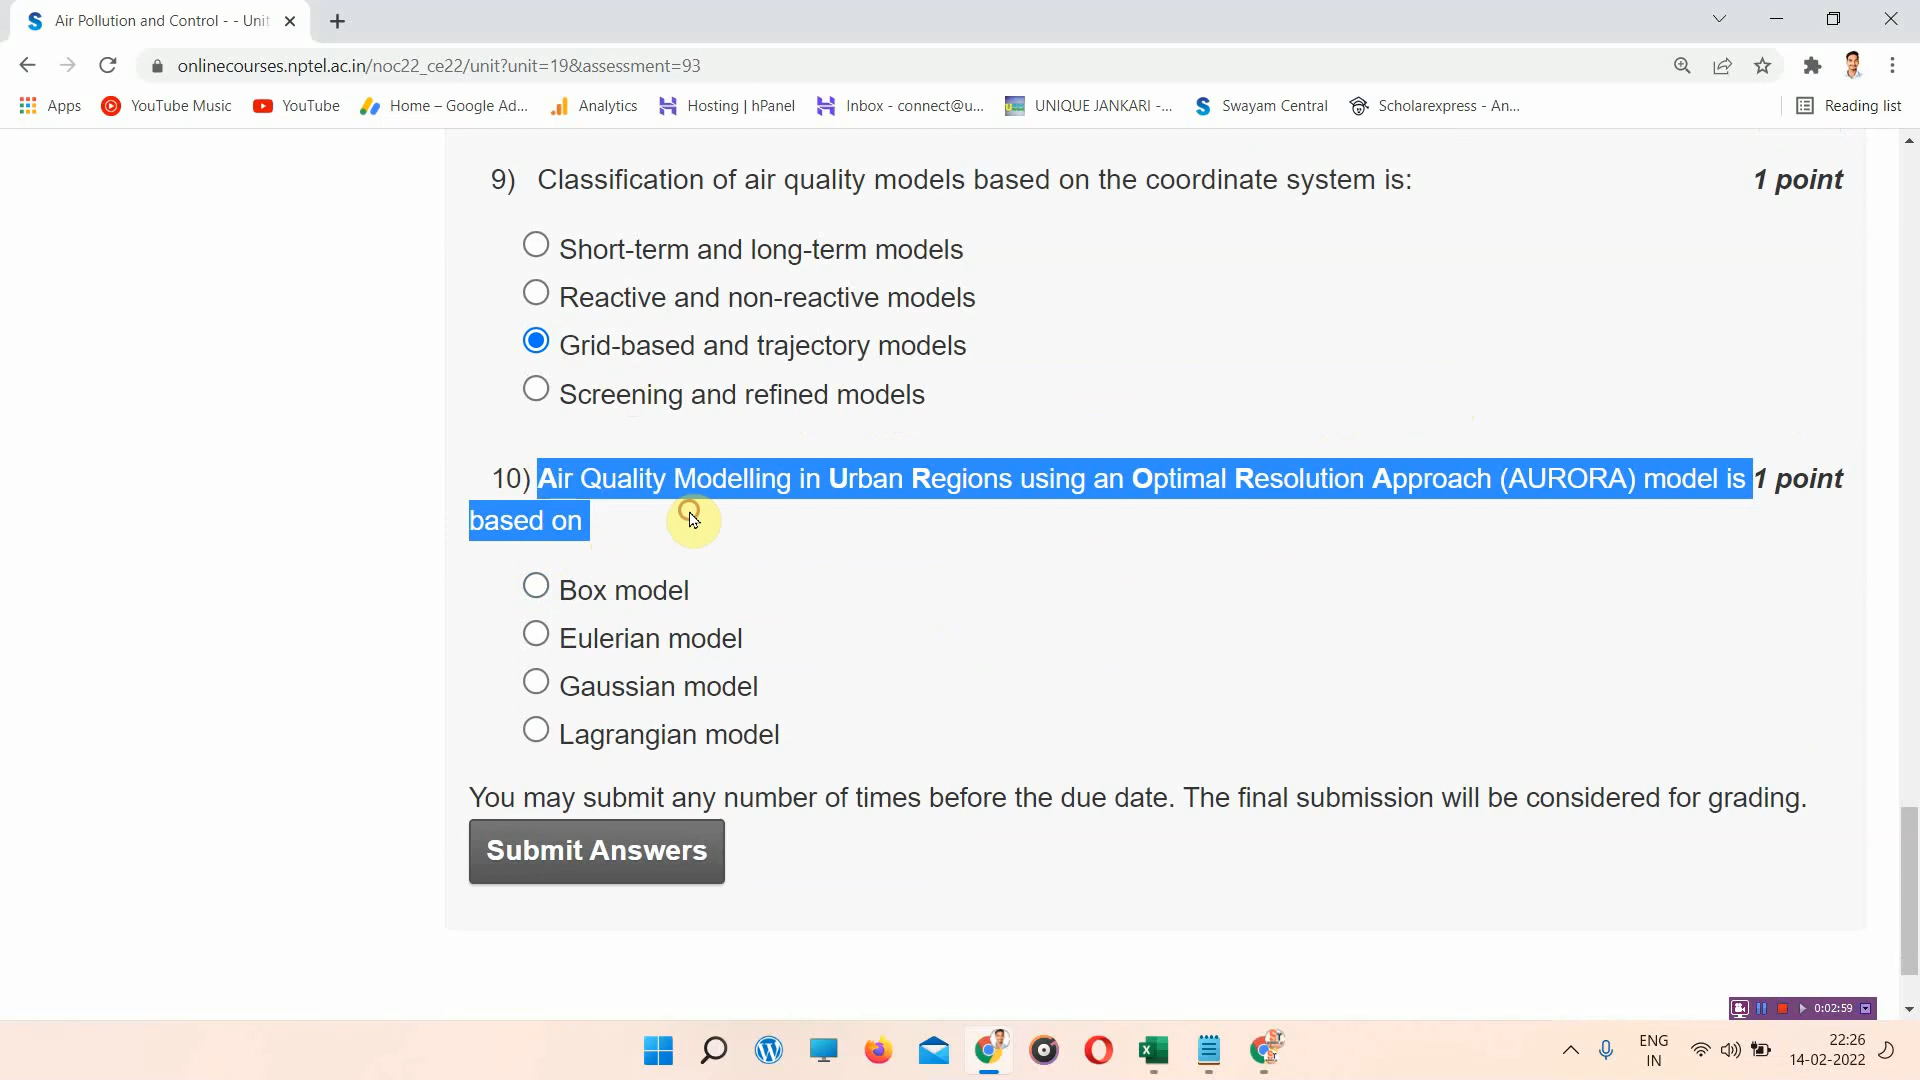 Air Pollution and Control - - Unit
onlinecourses.nptel.ac.in/noc22_ce22/unit?unit=19&assessment=93
Apps YouTube Music YouTube Home – Google Ad... Analytics Hosting | hPanel Inbox - connect@u... UNIQUE JANKARI -... Swayam Central Scholarexpress - An... Reading list
9) Classification of air quality models based on the coordinate system is: 1 point
Short-term and long-term models
Reactive and non-reactive models
Grid-based and trajectory models
Screening and refined models
10) Air Quality Modelling in Urban Regions using an Optimal Resolution Approach (AURORA) model is 1 point
based on
Box model
Eulerian model
Gaussian model
Lagrangian model
You may submit any number of times before the due date. The final submission will be considered for grading.
Submit Answers
0:02:59
ENG
IN
22:26
14-02-2022